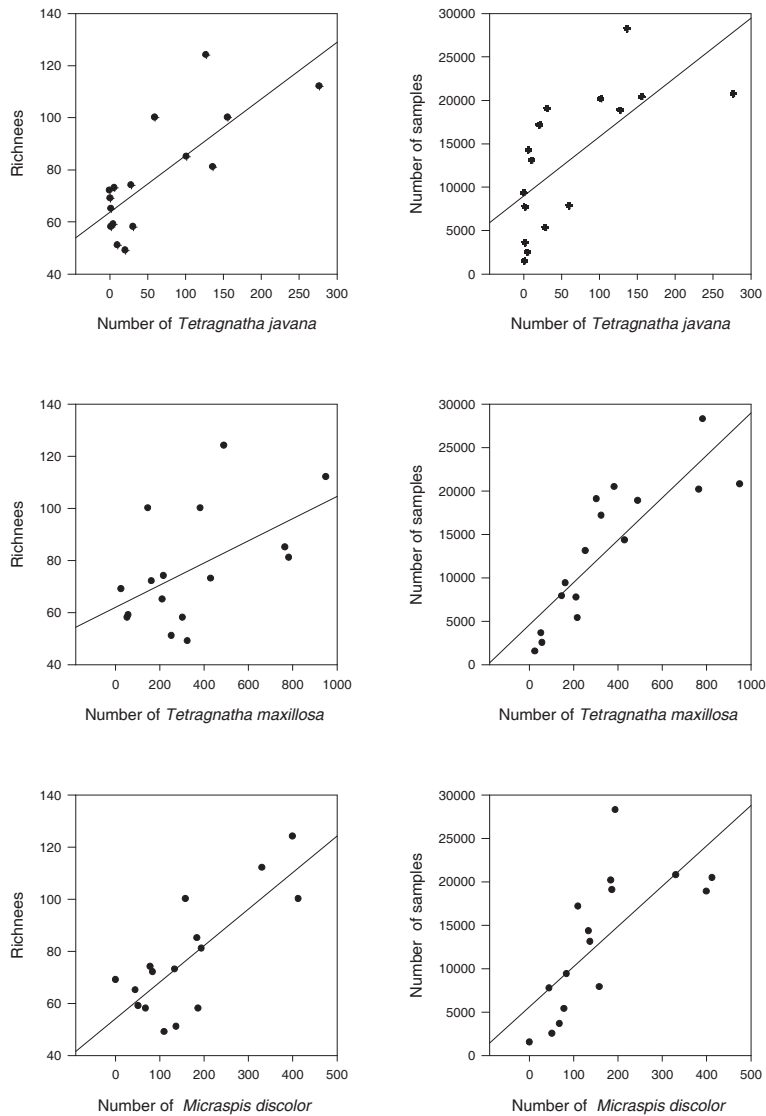 140
120
100
80
60
40
Richnees
0 50 100 150 200 250 300
Number of Tetragnatha javana
30000
25000
20000
15000
10000
5000
0
Number of samples
0 50 100 150 200 250 300
Number of Tetragnatha javana
140
120
100
80
60
40
Richnees
0 200 400 600 800 1000
Number of Tetragnatha maxillosa
30000
25000
20000
15000
10000
5000
0
Number of samples
0 200 400 600 800 1000
Number of Tetragnatha maxillosa
140
120
100
80
60
40
Richnees
0 100 200 300 400 500
Number of Micraspis discolor
30000
25000
20000
15000
10000
5000
0
Number of samples
0 100 200 300 400 500
Number of Micraspis discolor